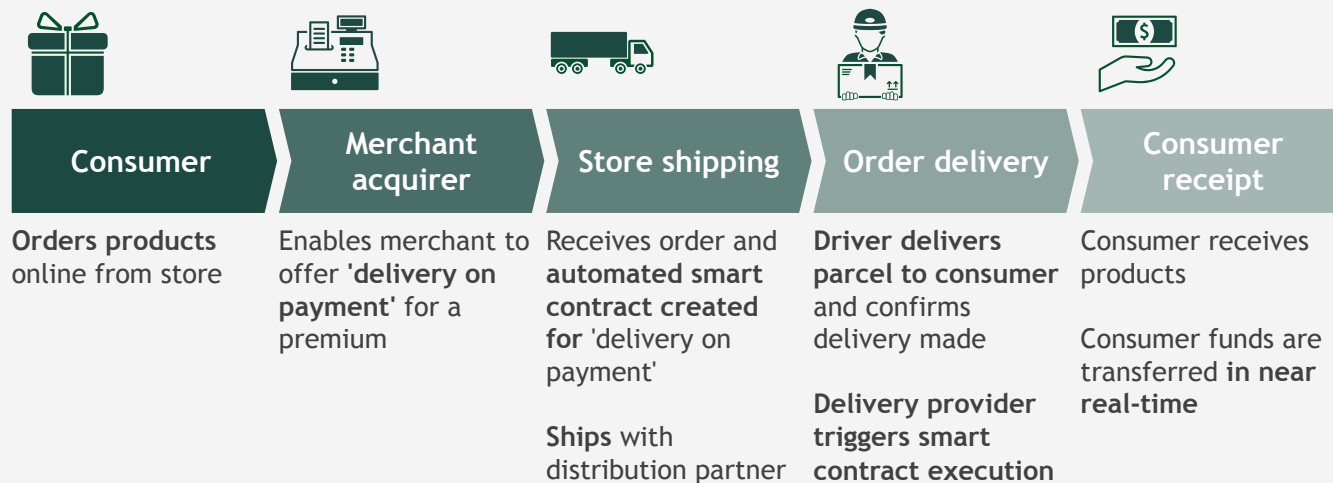 Consumer
Merchant
acquirer
Store shipping
Order delivery
Consumer
receipt
Orders products
online from store
Enables merchant to
offer 'delivery on
payment' for a
premium
Receives order and
automated smart
contract created
for 'delivery on
payment'
Ships with
distribution partner
Driver delivers
parcel to consumer
and confirms
delivery made
Delivery provider
triggers smart
contract execution
Consumer receives
products
Consumer funds are
transferred in near
real-time